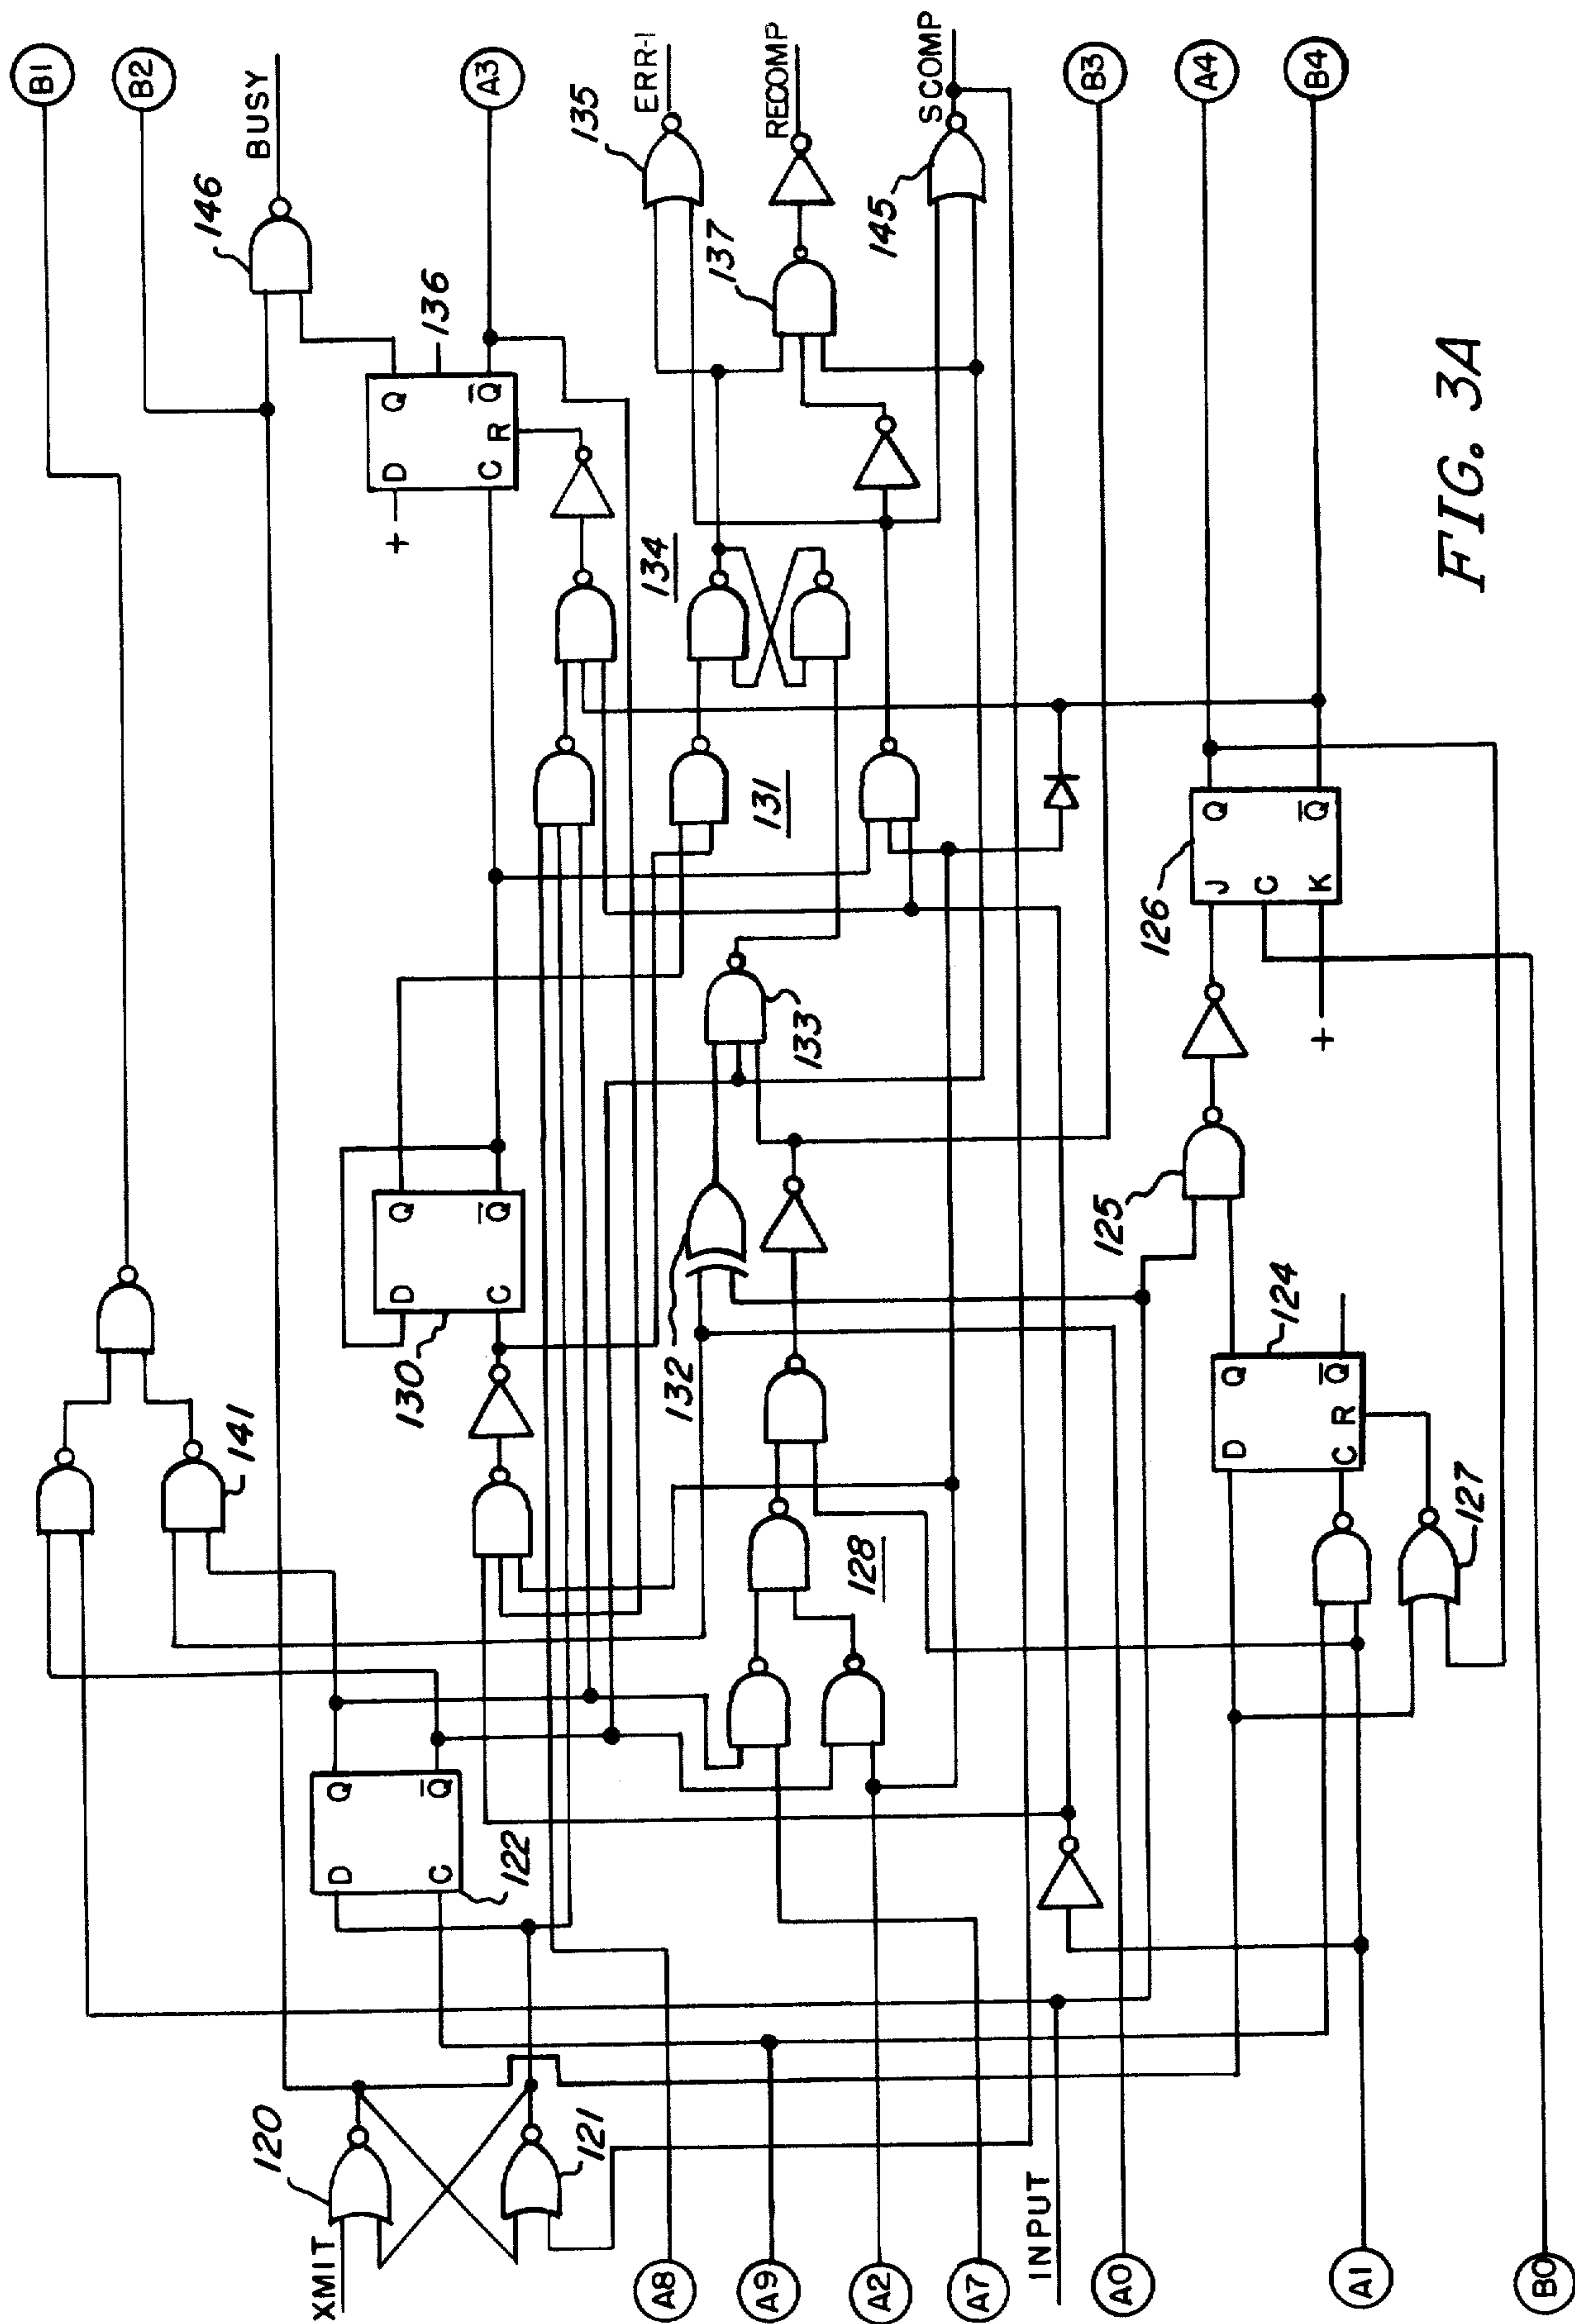 B1
B2
BUSY
146
A3
136
D
Q
C
R
Q
+
ERR-1
135
RECOMP
137
SCOMP
145
B3
A4
B4
134
131
141
130
D
Q
C
Q
132
133
128
126
J
Q
C
K
Q
+
125
124
D
Q
C
R
Q
127
122
D
Q
C
Q
120
121
XMIT
A8
A9
A2
A7
INPUT
A0
A1
B0
FIG. 3A